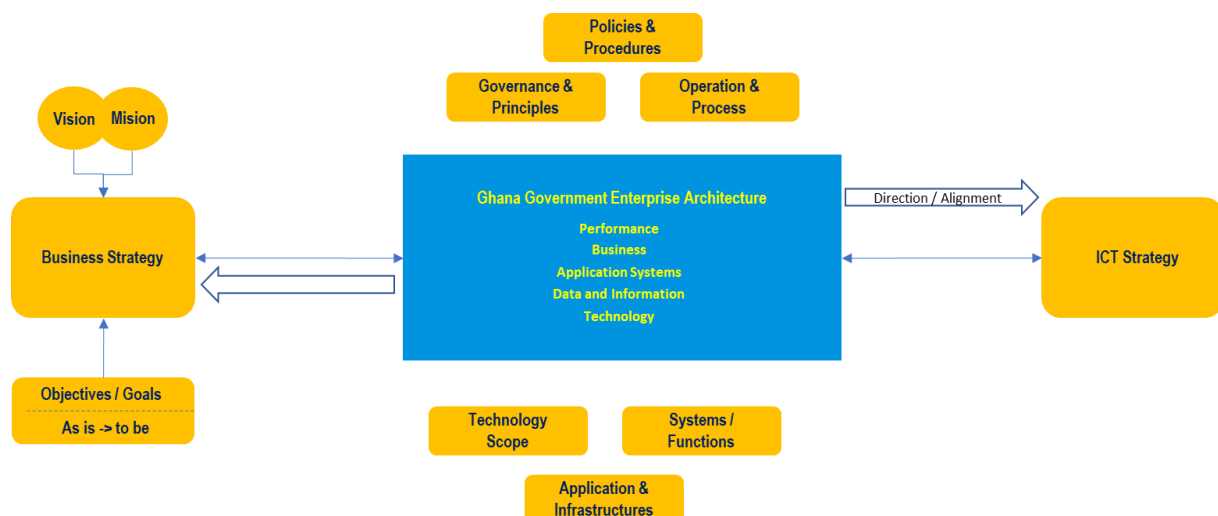 Policies &
Procedures
Governance &
Principles
Operation &
Process
Vision
Mision
Ghana Government Enterprise Architecture
Performance
Business
Application Systems
Data and Information
Technology
Direction / Alignment
Business Strategy
ICT Strategy
Objectives / Goals
As is -> to be
Technology
Scope
Systems /
Functions
Application &
Infrastructures